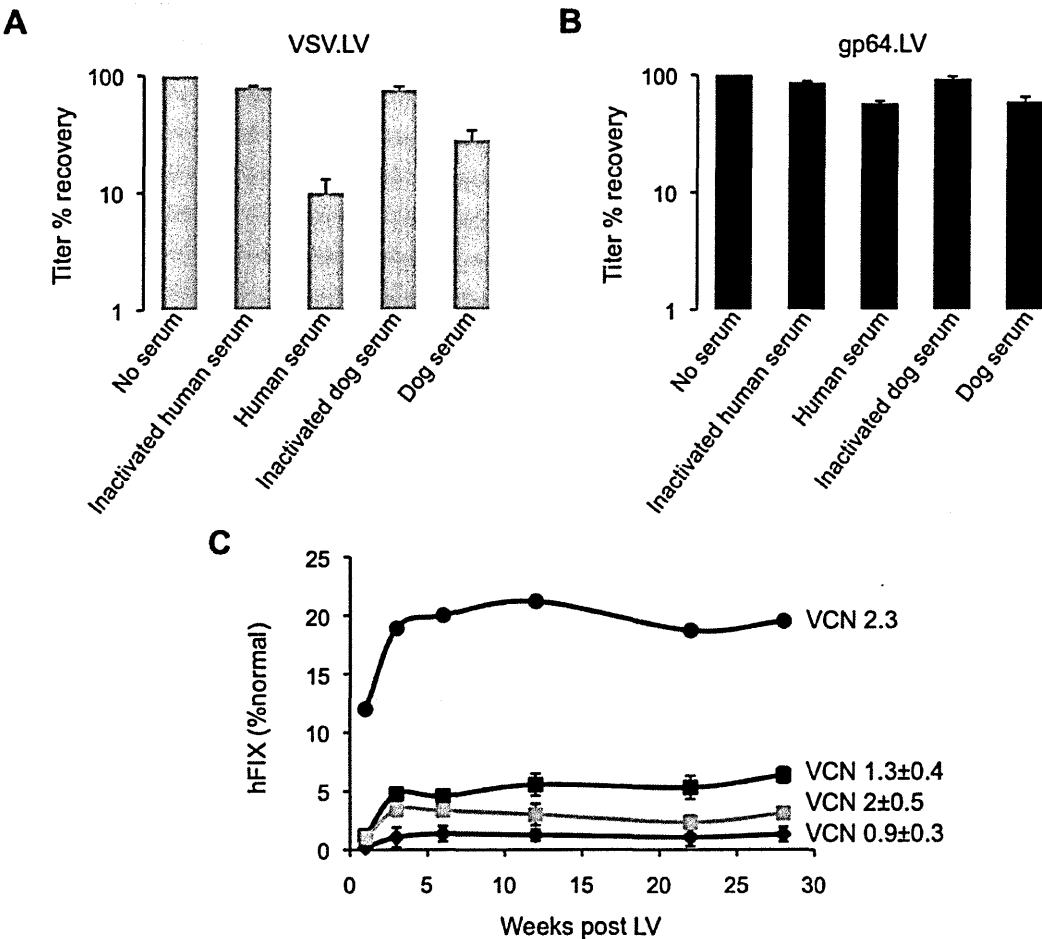 A
VSV.LV
Titer % recovery
100
10
1
No serum
Inactivated human serum
Human serum
Inactivated dog serum
Dog serum
B
gp64.LV
Titer % recovery
100
10
1
No serum
Inactivated human serum
Human serum
Inactivated dog serum
Dog serum
C
hFIX (%normal)
25
20
15
10
5
0
VCN 2.3
VCN 1.3±0.4
VCN 2±0.5
VCN 0.9±0.3
0 5 10 15 20 25 30
Weeks post LV